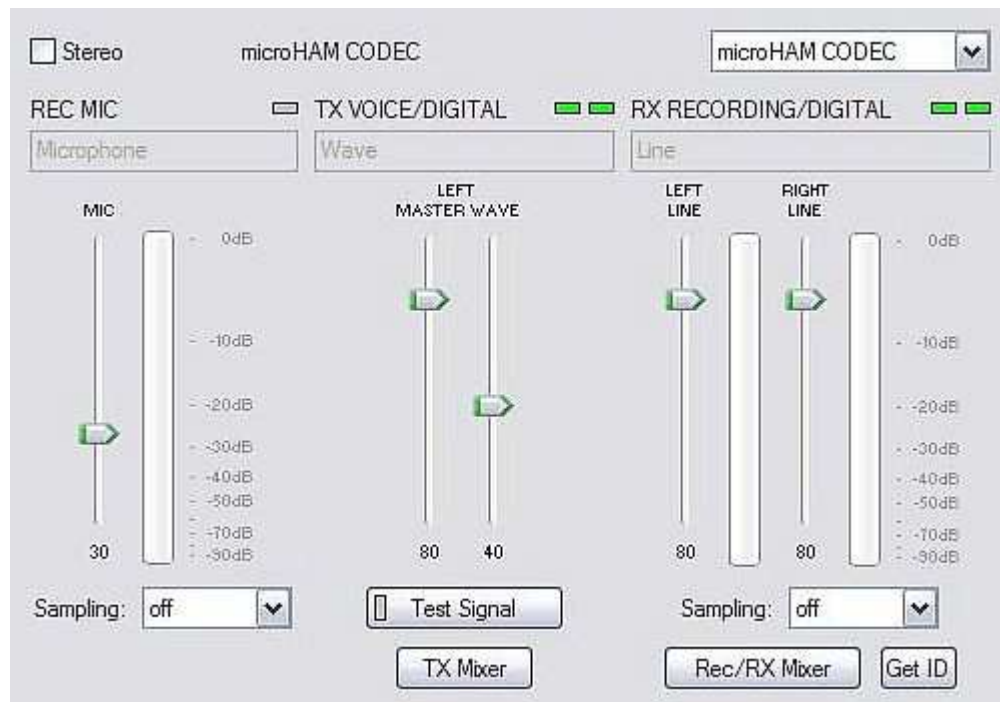 Stereo microHAM CODEC microHAM CODEC
REC MIC TX VOICE/DIGITAL RX RECORDING/DIGITAL
Microphone Wave Line
MIC
LEFT
MASTER WAVE
LEFT LINE
RIGHT LINE
0dB
-10dB
-20dB
-30dB
-40dB
-50dB
-70dB
-90dB
0dB
-10dB
-20dB
-30dB
-40dB
-50dB
-70dB
-90dB
30 80 40 80 80
Sampling: off Test Signal Sampling: off
TX Mixer Rec/RX Mixer Get ID